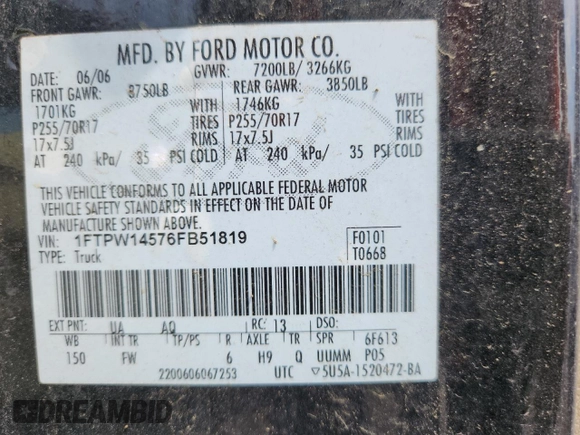 MFD. BY FORD MOTOR CO.
DATE: 06/06 GVWR: 7200LB/ 3266KG
FRONT GAWR: 3750LB REAR GAWR: 3850LB
1701KG WITH 1746KG WITH
P255/70R17 TIRES P255/70R17 TIRES
17x7.5J RIMS 17x7.5J RIMS
AT 240 kPa/ 35 PSI COLD AT 240 kPa/ 35 PSI COLD
THIS VEHICLE CONFORMS TO ALL APPLICABLE FEDERAL MOTOR
VEHICLE SAFETY STANDARDS IN EFFECT ON THE DATE OF
MANUFACTURE SHOWN ABOVE.
VIN: 1FTPW14576FB51819 F0101
TYPE: Truck T0668
EXT PNT: UA AQ RC: 13 DSO:
WB INT TR TP/PS R AXLE TR SPR 6F613
150 FW 6 H9 Q UUMM P05
2200606067253 UTC 5U5A-1520472-BA
DREAMBID